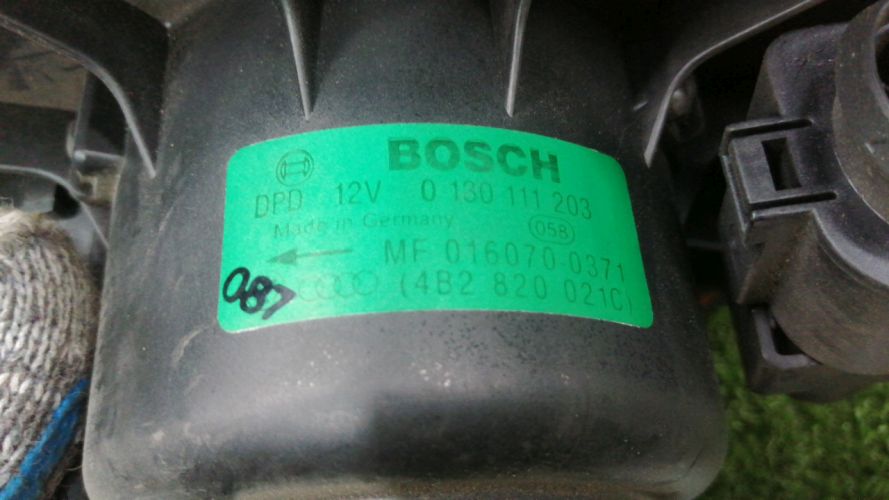 BOSCH
DPD 12V 0 130 111 203
Made in Germany 058
MF 016070-0371
087 (4B2 820 021C)